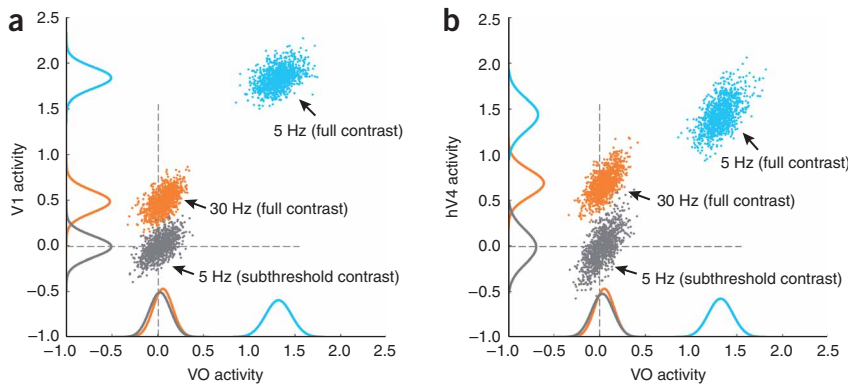 a
2.5
2.0
1.5
1.0
0.5
0.0
−0.5
−1.0
V1 activity
5 Hz (full contrast)
30 Hz (full contrast)
5 Hz (subthreshold contrast)
−1.0 −0.5 0.0 0.5 1.0 1.5 2.0 2.5
VO activity
b
2.5
2.0
1.5
1.0
0.5
0.0
−0.5
−1.0
hV4 activity
5 Hz (full contrast)
30 Hz (full contrast)
5 Hz (subthreshold contrast)
−1.0 −0.5 0.0 0.5 1.0 1.5 2.0 2.5
VO activity